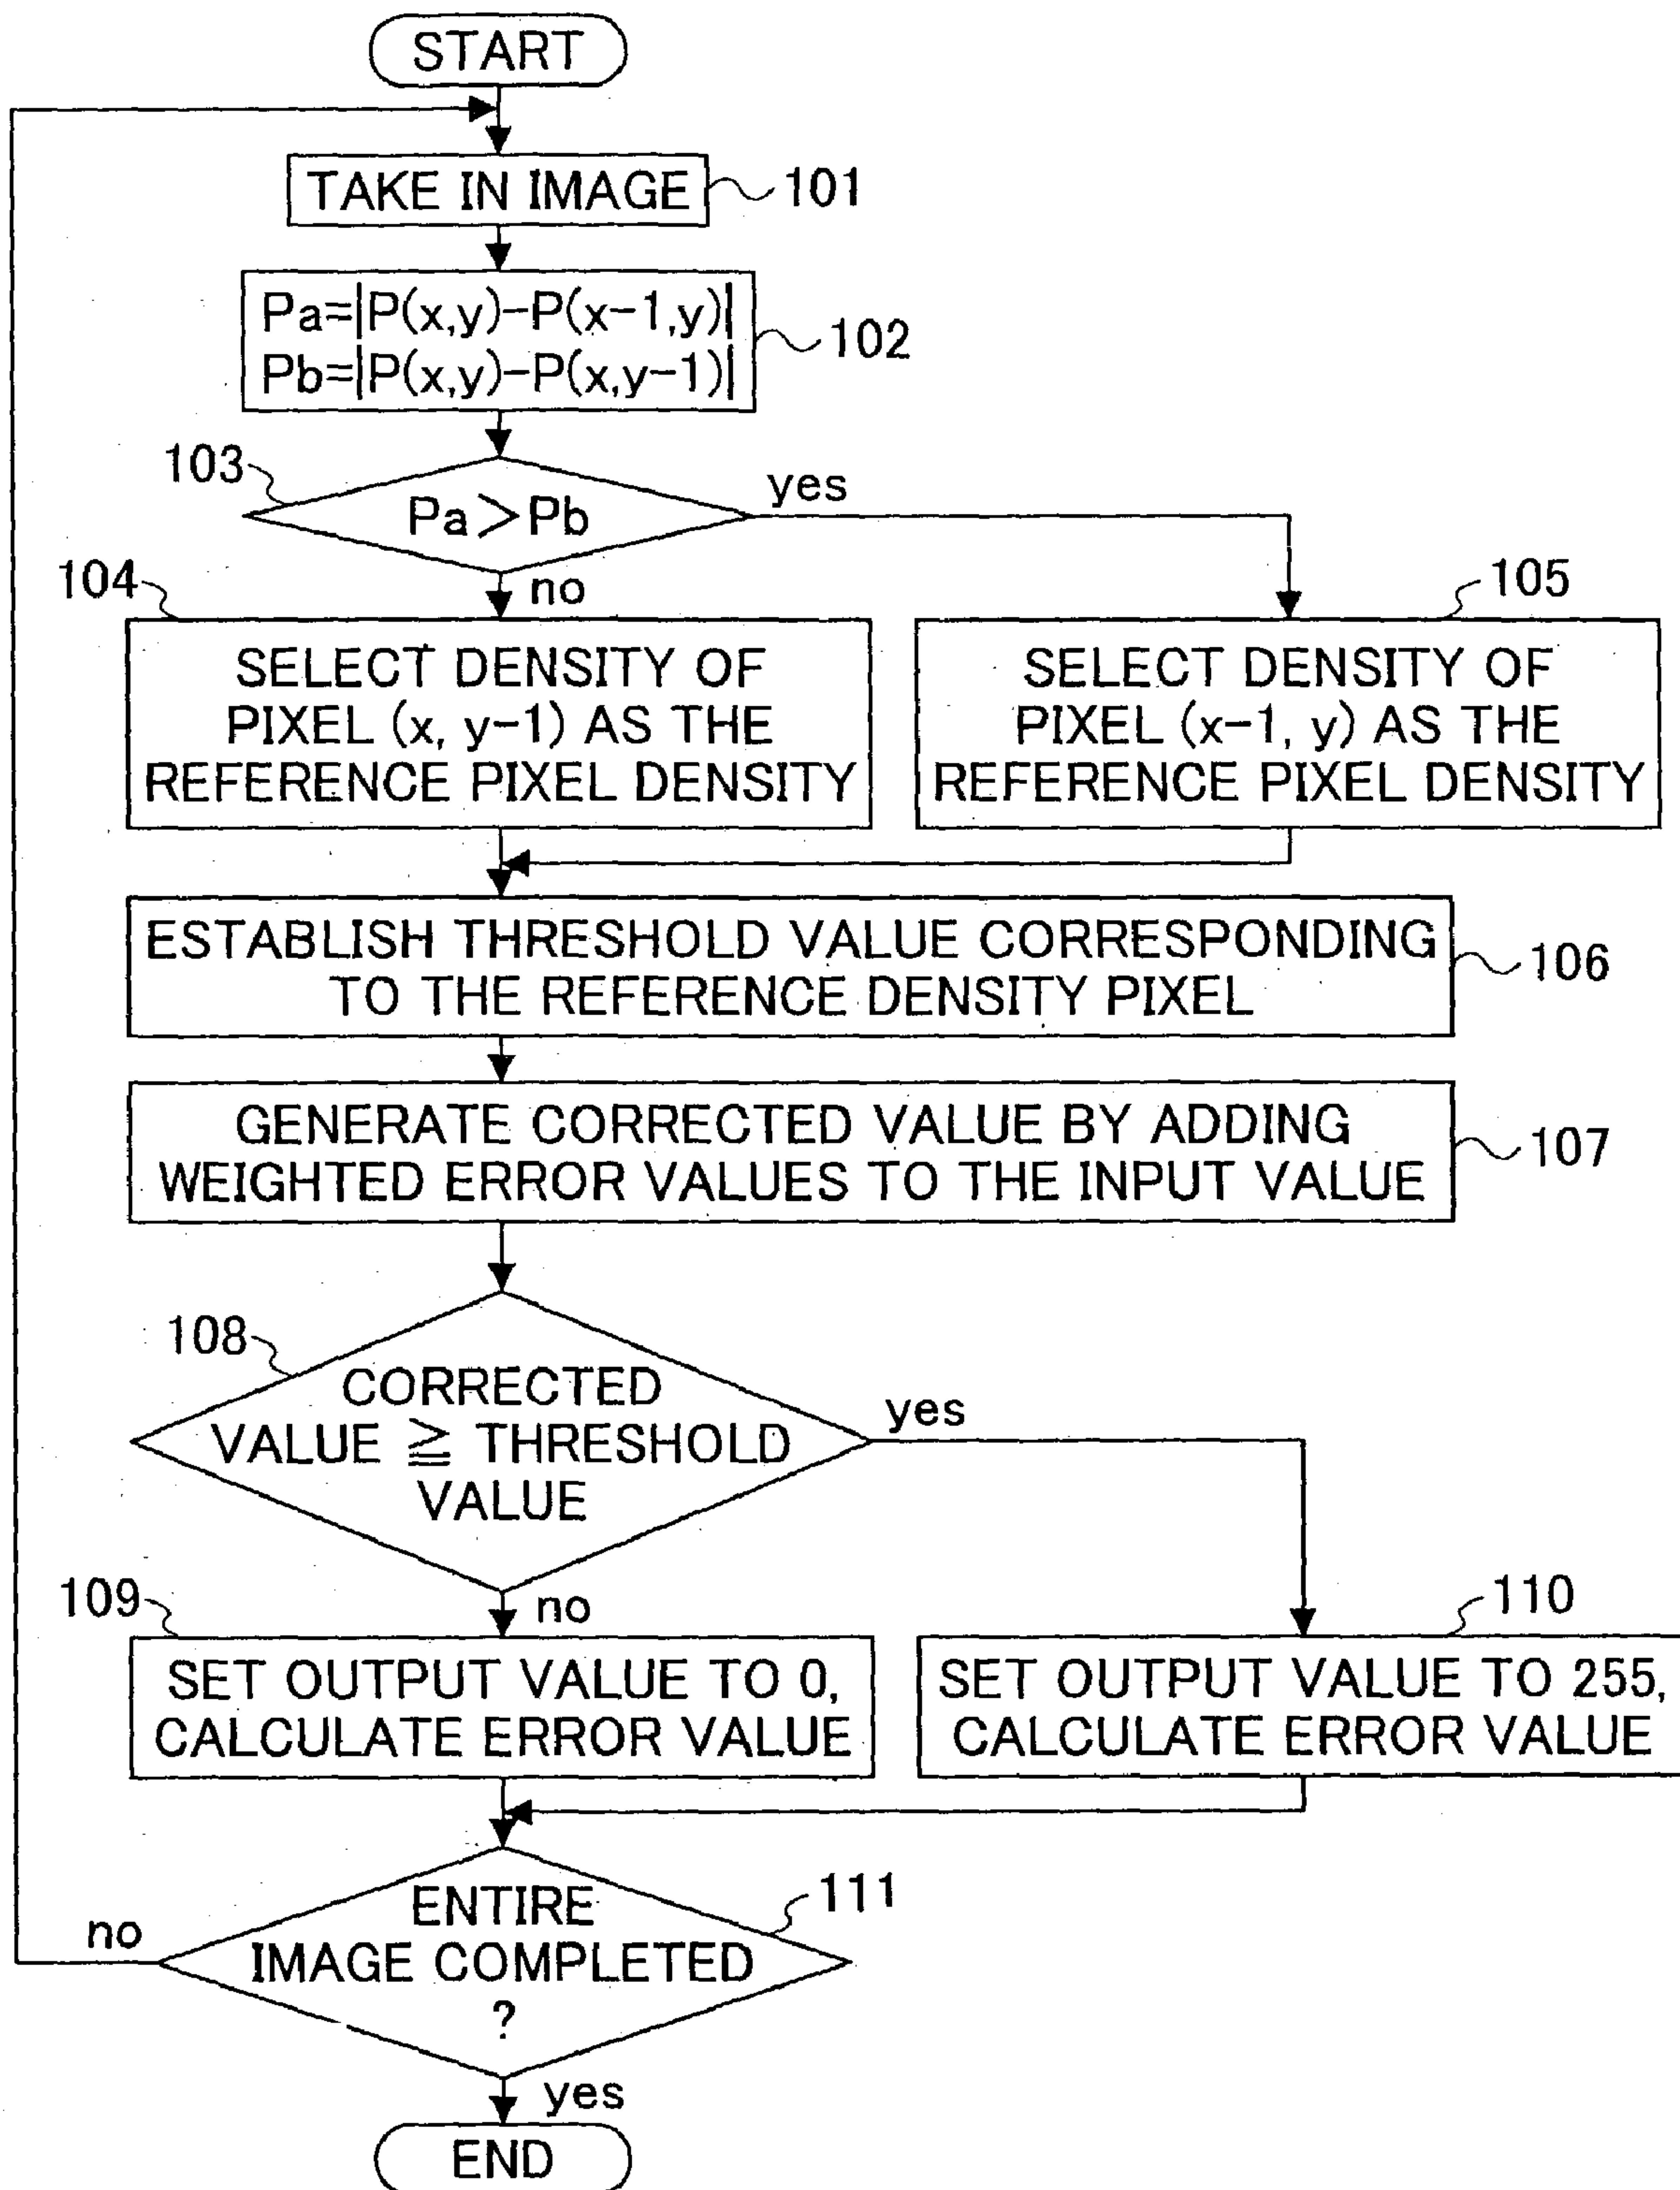 START
TAKE IN IMAGE
101
Pa=|P(x,y)-P(x-1,y)|
Pb=|P(x,y)-P(x,y-1)|
102
103
Pa>Pb
yes
no
104
SELECT DENSITY OF
PIXEL (x, y-1) AS THE
REFERENCE PIXEL DENSITY
105
SELECT DENSITY OF
PIXEL (x-1, y) AS THE
REFERENCE PIXEL DENSITY
ESTABLISH THRESHOLD VALUE CORRESPONDING
TO THE REFERENCE DENSITY PIXEL
106
GENERATE CORRECTED VALUE BY ADDING
WEIGHTED ERROR VALUES TO THE INPUT VALUE
107
108
CORRECTED
VALUE ≧ THRESHOLD
VALUE
yes
no
109
SET OUTPUT VALUE TO 0,
CALCULATE ERROR VALUE
110
SET OUTPUT VALUE TO 255,
CALCULATE ERROR VALUE
111
ENTIRE
IMAGE COMPLETED
?
no
yes
END